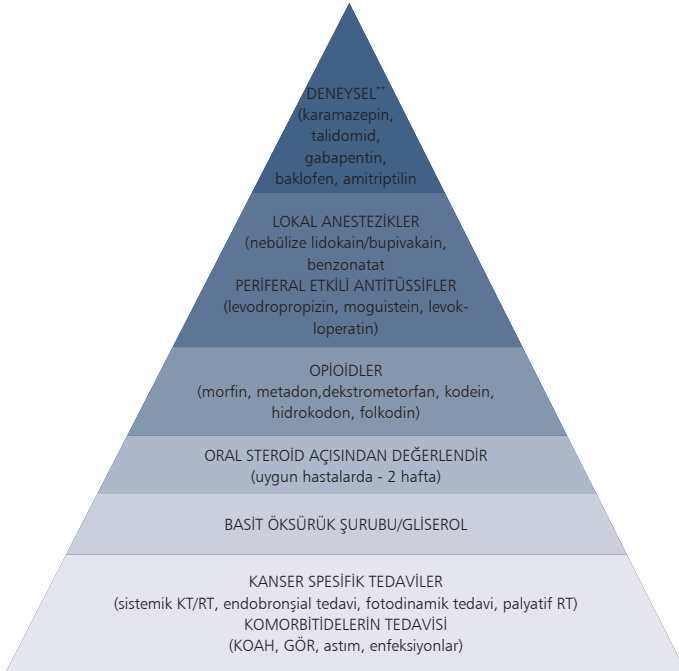 DENEYSEL**
(karamazepin,
talidomid,
gabapentin,
baklofen, amitriptilin
LOKAL ANESTEZİKLER
(nebülize lidokain/bupivakain,
benzonatat
PERİFERAL ETKİLİ ANTİTÜSSİFLER
(levodropropizin, moguistein, levok-
loperatin)
OPİOİDLER
(morfin, metadon,dekstrometorfan, kodein,
hidrokodon, folkodin)
ORAL STEROİD AÇISINDAN DEĞERLENDİR
(uygun hastalarda - 2 hafta)
BASİT ÖKSÜRÜK ŞURUBU/GLİSEROL
KANSER SPESİFİK TEDAVİLER
(sistemik KT/RT, endobronşial tedavi, fotodinamik tedavi, palyatif RT)
KOMORBİTİDELERİN TEDAVİSİ
(KOAH, GÖR, astım, enfeksiyonlar)